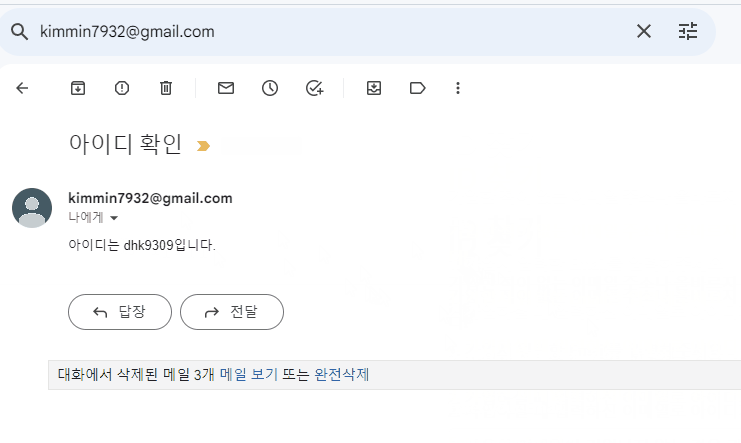 kimmin7932@gmail.com
아이디 확인
kimmin7932@gmail.com
나에게
아이디는 dhk9309입니다.
답장 전달
대화에서 삭제된 메일 3개 메일 보기 또는 완전삭제